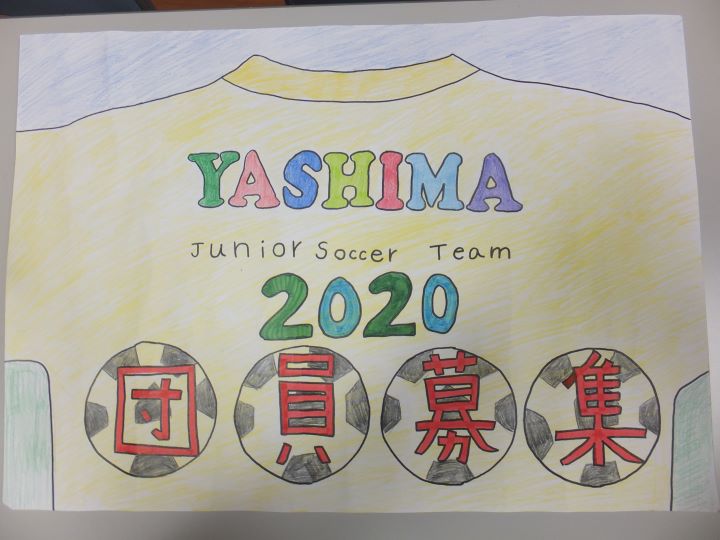 YASHIMA
Junior Soccer Team
2020
団員募集